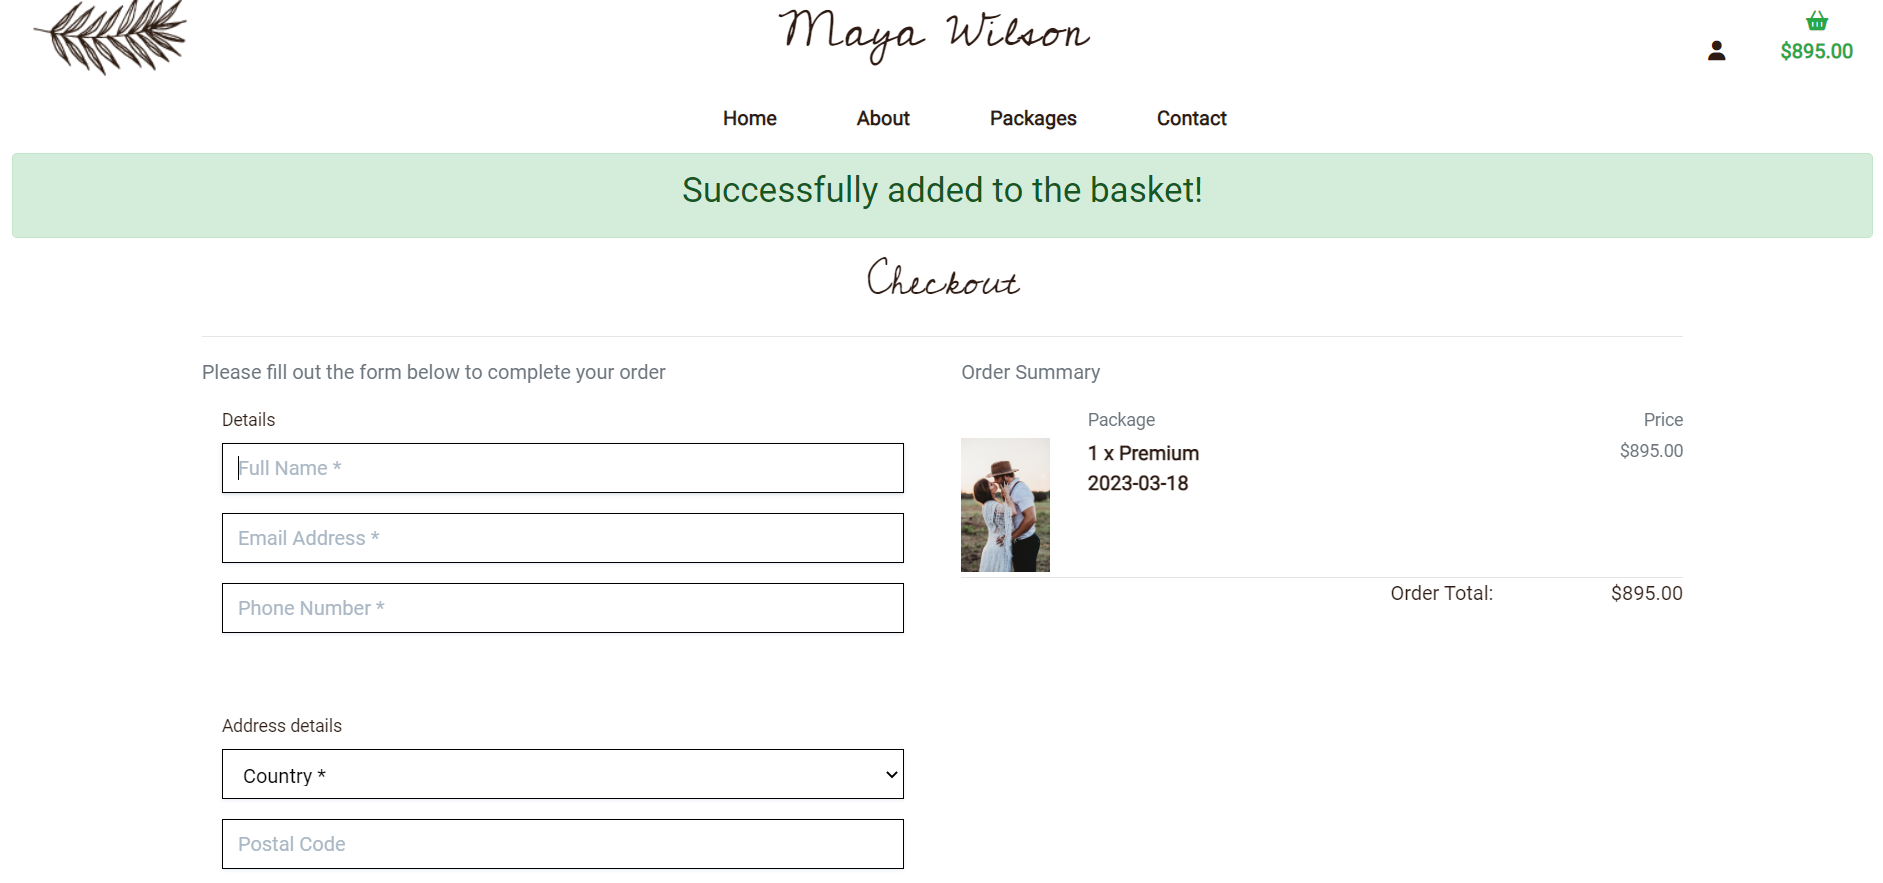 Maya Wilson
$895.00
Home About Packages Contact
Successfully added to the basket!
Checkout
Please fill out the form below to complete your order
Details
Full Name *
Email Address *
Phone Number *
Address details
Country *
Postal Code
Order Summary
Package Price
1 x Premium $895.00
2023-03-18
Order Total: $895.00